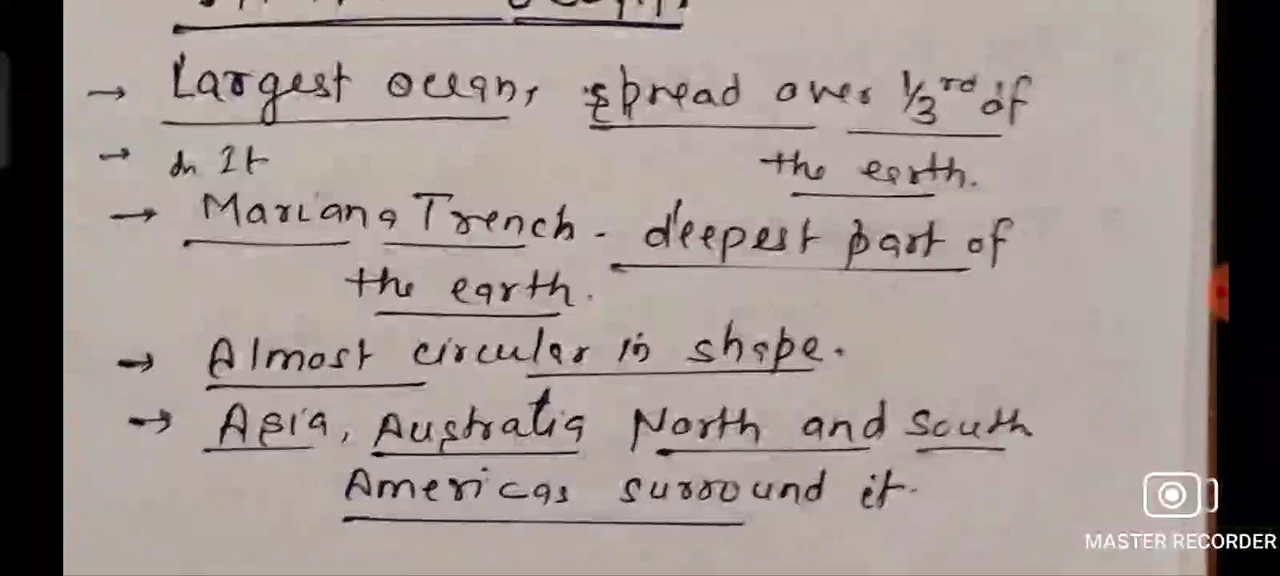 → Largest ocean, spread over 1/3rd of
the earth.
→ In It
→ Mariana Trench - deepest part of
the earth.
→ Almost circular in shape.
→ Asia, Australia North and South
Americas surround it.
MASTER RECORDER